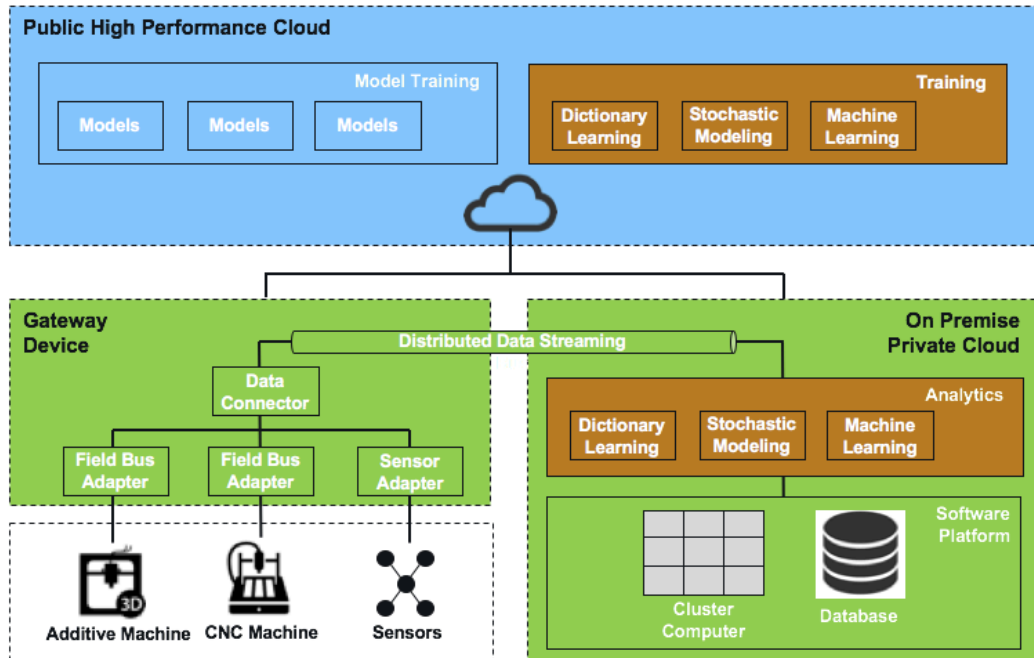 Public High Performance Cloud
Model Training
Models
Models
Models
Training
Dictionary
Learning
Stochastic
Modeling
Machine
Learning
Gateway
Device
Distributed Data Streaming
Data
Connector
Field Bus
Adapter
Field Bus
Adapter
Sensor
Adapter
3D
Additive Machine
CNC Machine
Sensors
On Premise
Private Cloud
Analytics
Dictionary
Learning
Stochastic
Modeling
Machine
Learning
Software
Platform
Cluster
Computer
Database